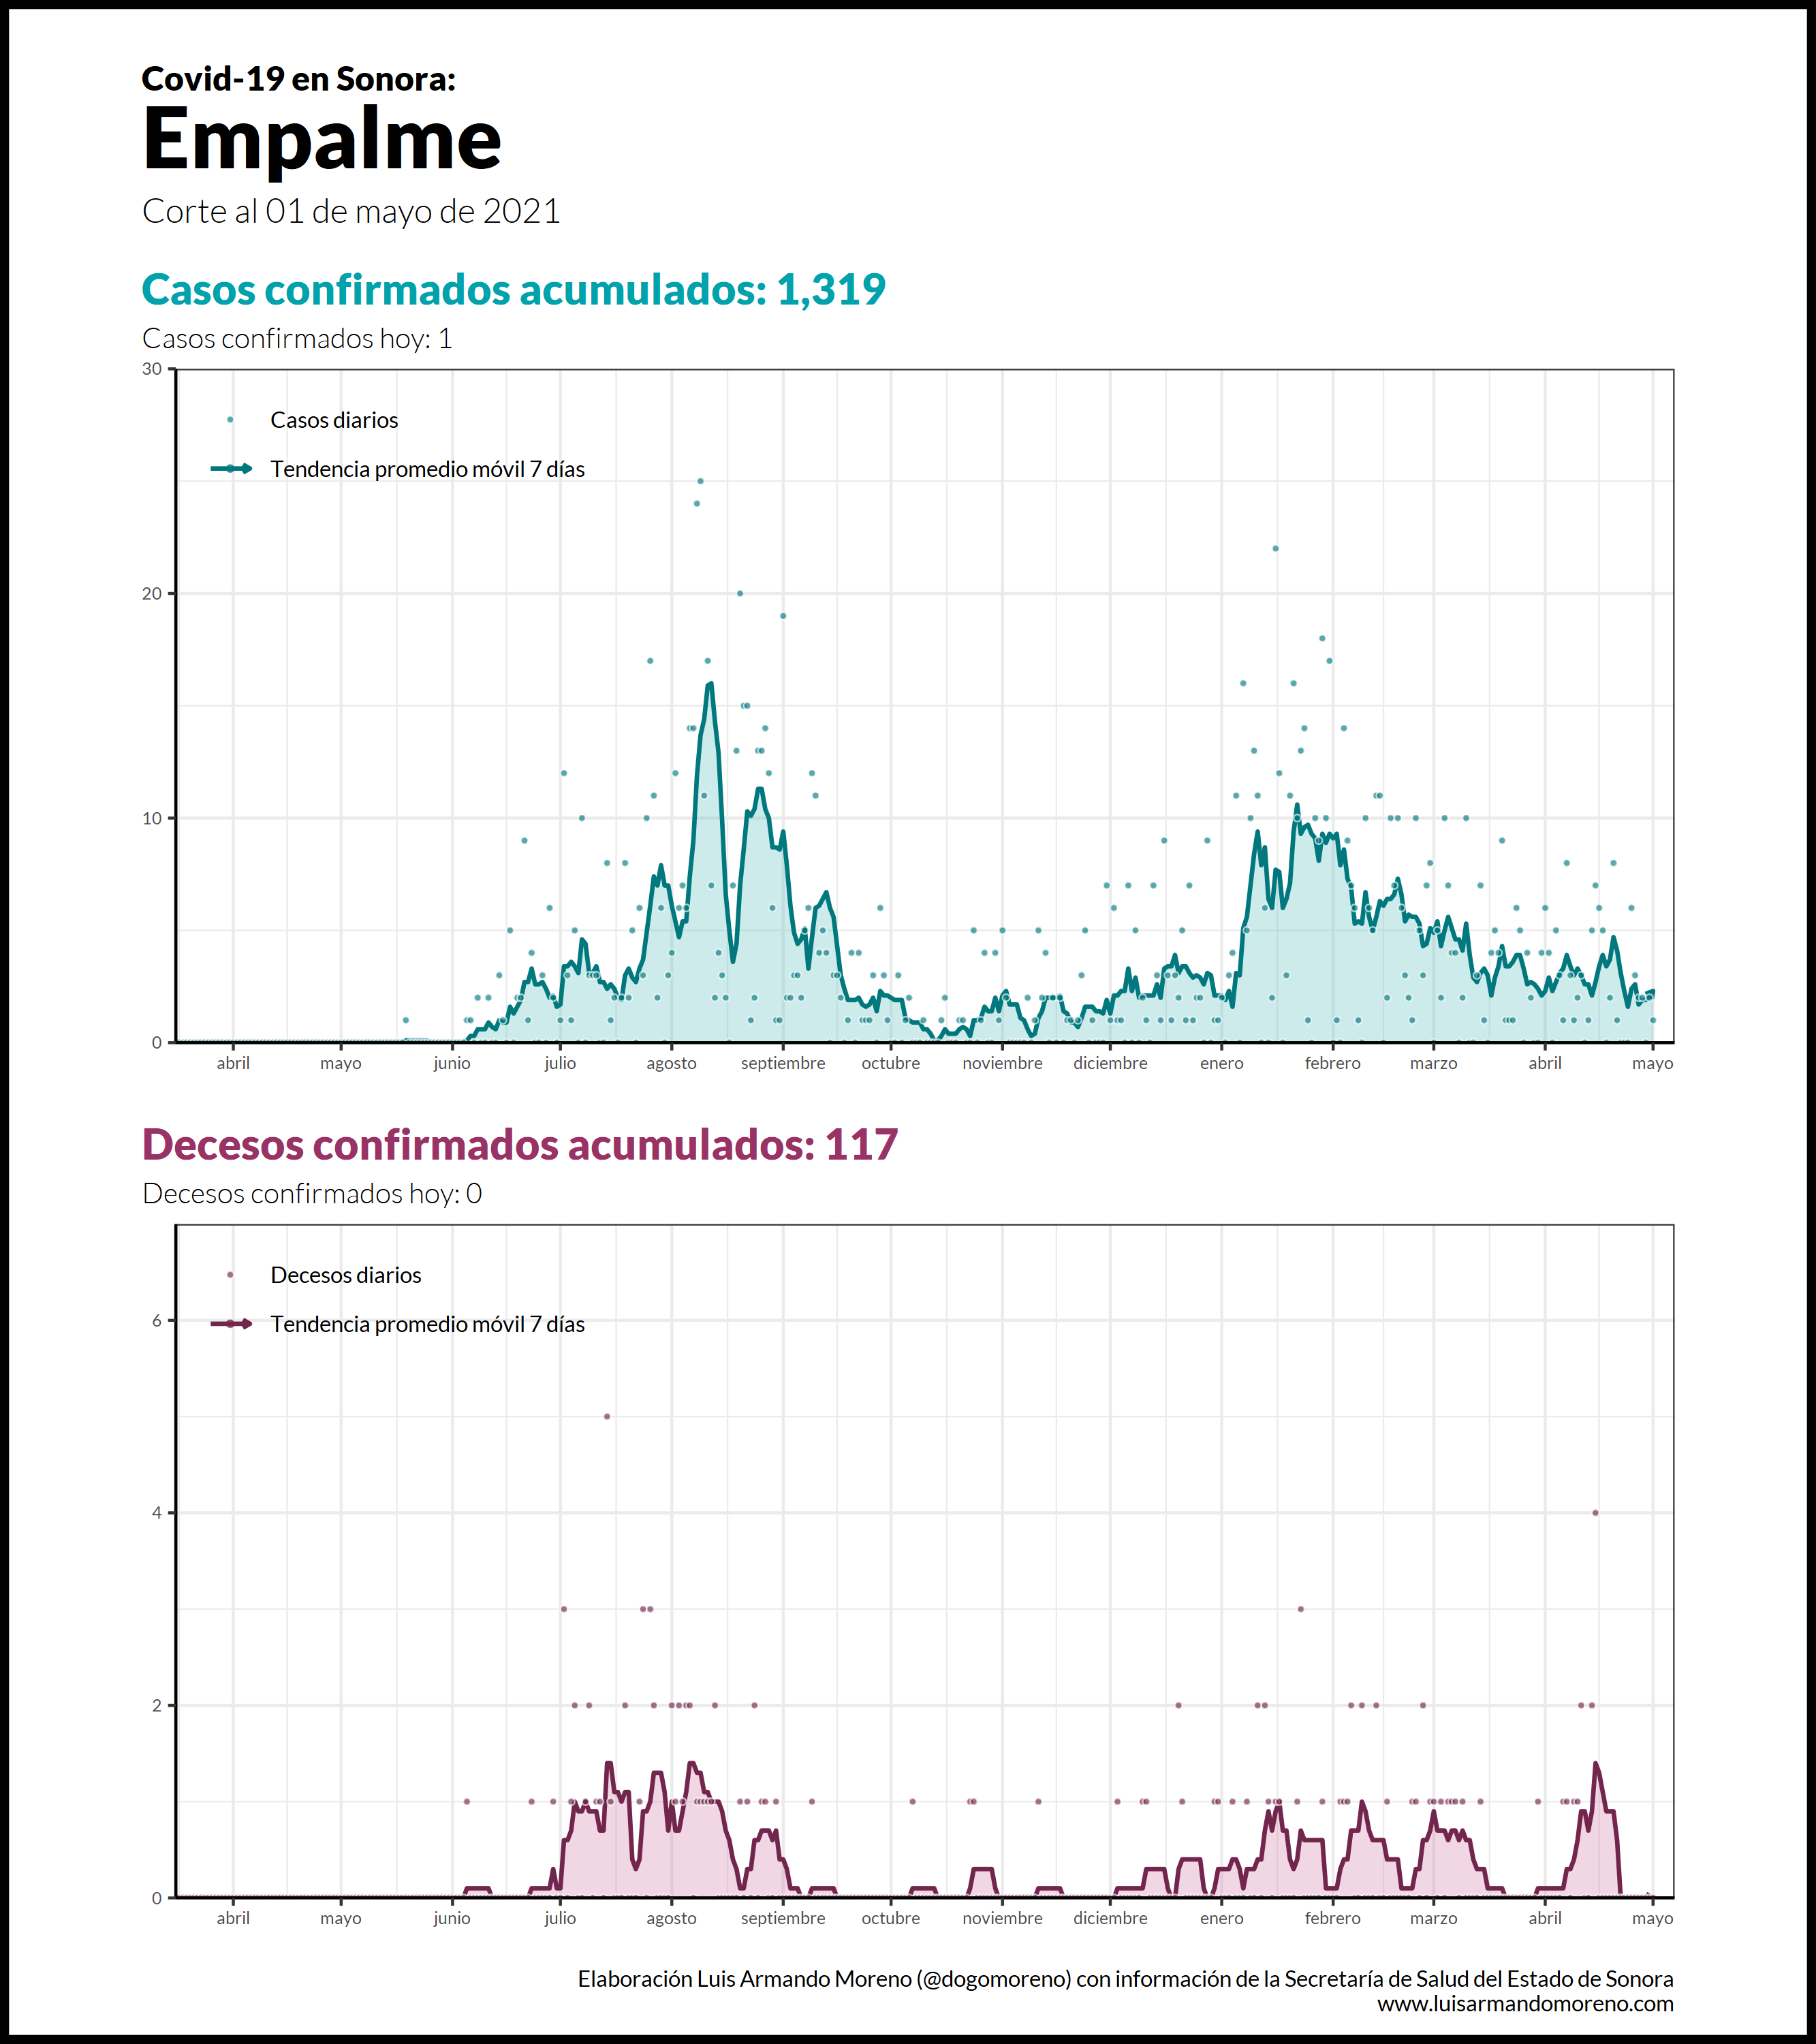 Covid-19 en Sonora:
Empalme
Corte al 01 de mayo de 2021
Casos confirmados acumulados: 1,319
Casos confirmados hoy: 1
30
20
10
0
Casos diarios
Tendencia promedio móvil 7 días
abril mayo junio julio agosto septiembre octubre noviembre diciembre enero febrero marzo abril mayo
Decesos confirmados acumulados: 117
Decesos confirmados hoy: 0
6
4
2
0
Decesos diarios
Tendencia promedio móvil 7 días
abril mayo junio julio agosto septiembre octubre noviembre diciembre enero febrero marzo abril mayo
Elaboración Luis Armando Moreno (@dogomoreno) con información de la Secretaría de Salud del Estado de Sonora
www.luisarmandomoreno.com